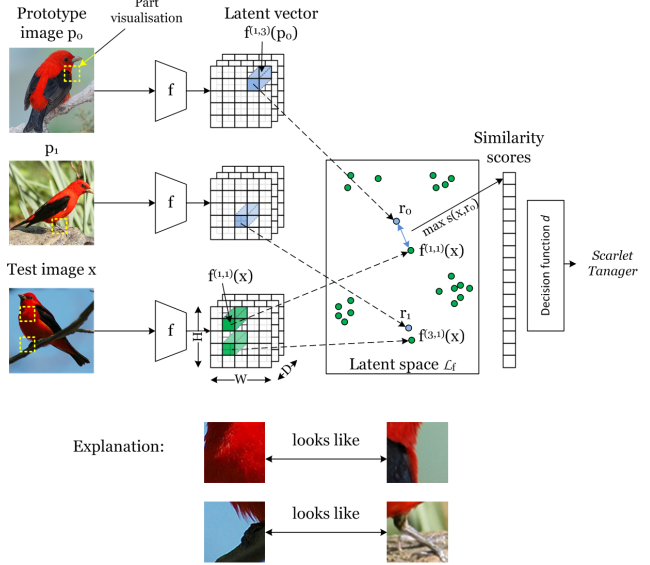 Part
visualisation
Prototype
image p₀
Latent vector
f⁽¹,³⁾(p₀)
f
p₁
f
Similarity
scores
r₀
max s(x,r₀)
f⁽¹,¹⁾(x)
Decision function d
Scarlet
Tanager
Test image x
f⁽¹,¹⁾(x)
f
H
W
D
r₁
f⁽³,¹⁾(x)
Latent space ℒf
Explanation:
looks like
looks like